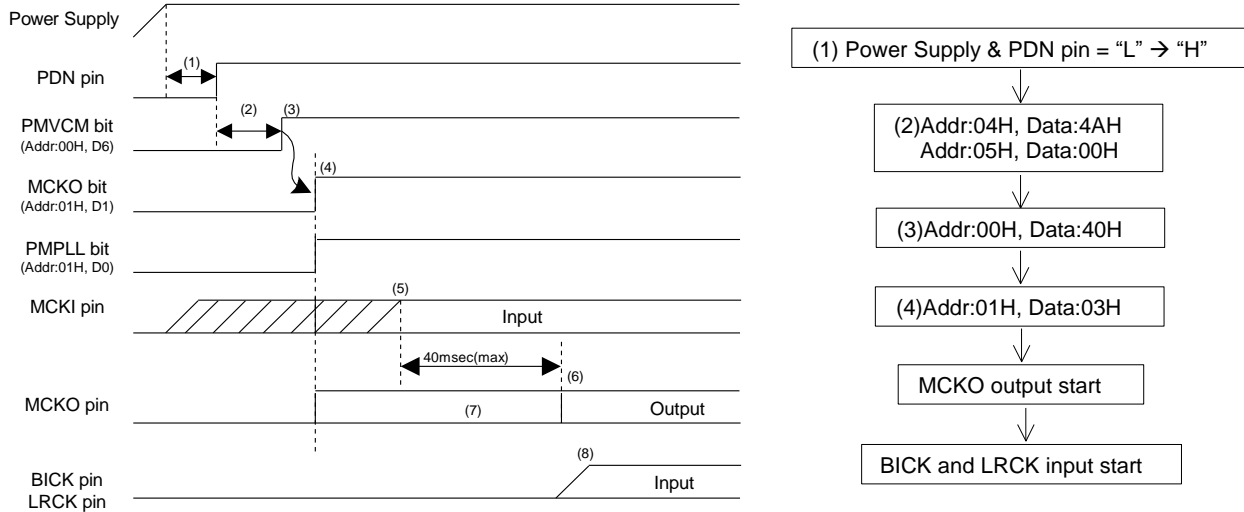 Power Supply
(1)
PDN pin
(2)
(3)
PMVCM bit
(Addr:00H, D6)
(4)
MCKO bit
(Addr:01H, D1)
PMPLL bit
(Addr:01H, D0)
(5)
MCKI pin
Input
40msec(max)
(6)
MCKO pin
(7)
Output
(8)
BICK pin
LRCK pin
Input
(1) Power Supply & PDN pin = “L” → “H”
(2)Addr:04H, Data:4AH
Addr:05H, Data:00H
(3)Addr:00H, Data:40H
(4)Addr:01H, Data:03H
MCKO output start
BICK and LRCK input start